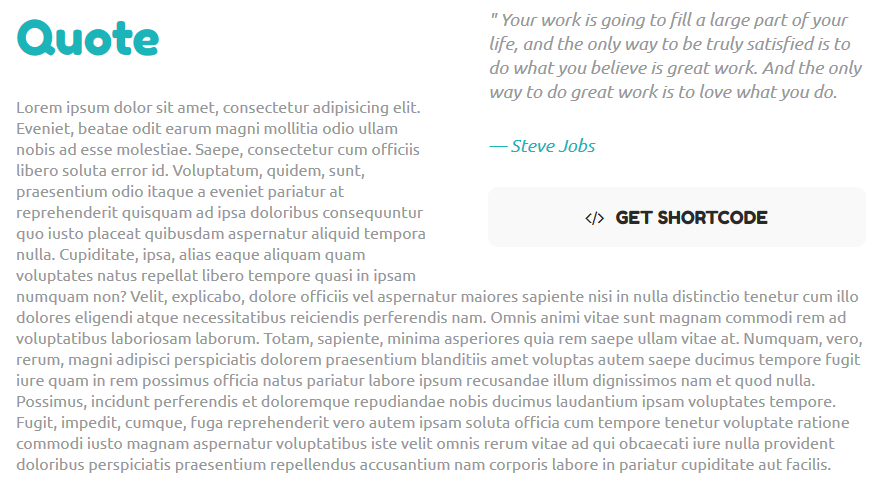 Quote
" Your work is going to fill a large part of your
life, and the only way to be truly satisfied is to
do what you believe is great work. And the only
way to do great work is to love what you do.
— Steve Jobs
</> GET SHORTCODE
Lorem ipsum dolor sit amet, consectetur adipisicing elit.
Eveniet, beatae odit earum magni mollitia odio ullam
nobis ad esse molestiae. Saepe, consectetur cum officiis
libero soluta error id. Voluptatum, quidem, sunt,
praesentium odio itaque a eveniet pariatur at
reprehenderit quisquam ad ipsa doloribus consequuntur
quo iusto placeat quibusdam aspernatur aliquid tempora
nulla. Cupiditate, ipsa, alias eaque aliquam quam
voluptates natus repellat libero tempore quasi in ipsam
numquam non? Velit, explicabo, dolore officiis vel aspernatur maiores sapiente nisi in nulla distinctio tenetur cum illo
dolores eligendi atque necessitatibus reiciendis perferendis nam. Omnis animi vitae sunt magnam commodi rem ad
voluptatibus laboriosam laborum. Totam, sapiente, minima asperiores quia rem saepe ullam vitae at. Numquam, vero,
rerum, magni adipisci perspiciatis dolorem praesentium blanditiis amet voluptas autem saepe ducimus tempore fugit
iure quam in rem possimus officia natus pariatur labore ipsum recusandae illum dignissimos nam et quod nulla.
Possimus, incidunt perferendis et doloremque repudiandae nobis ducimus laudantium ipsam voluptates tempore.
Fugit, impedit, cumque, fuga reprehenderit vero autem ipsam soluta officia cum tempore tenetur voluptate ratione
commodi iusto magnam aspernatur voluptatibus iste velit omnis rerum vitae ad qui obcaecati iure nulla provident
doloribus perspiciatis praesentium repellendus accusantium nam corporis labore in pariatur cupiditate aut facilis.